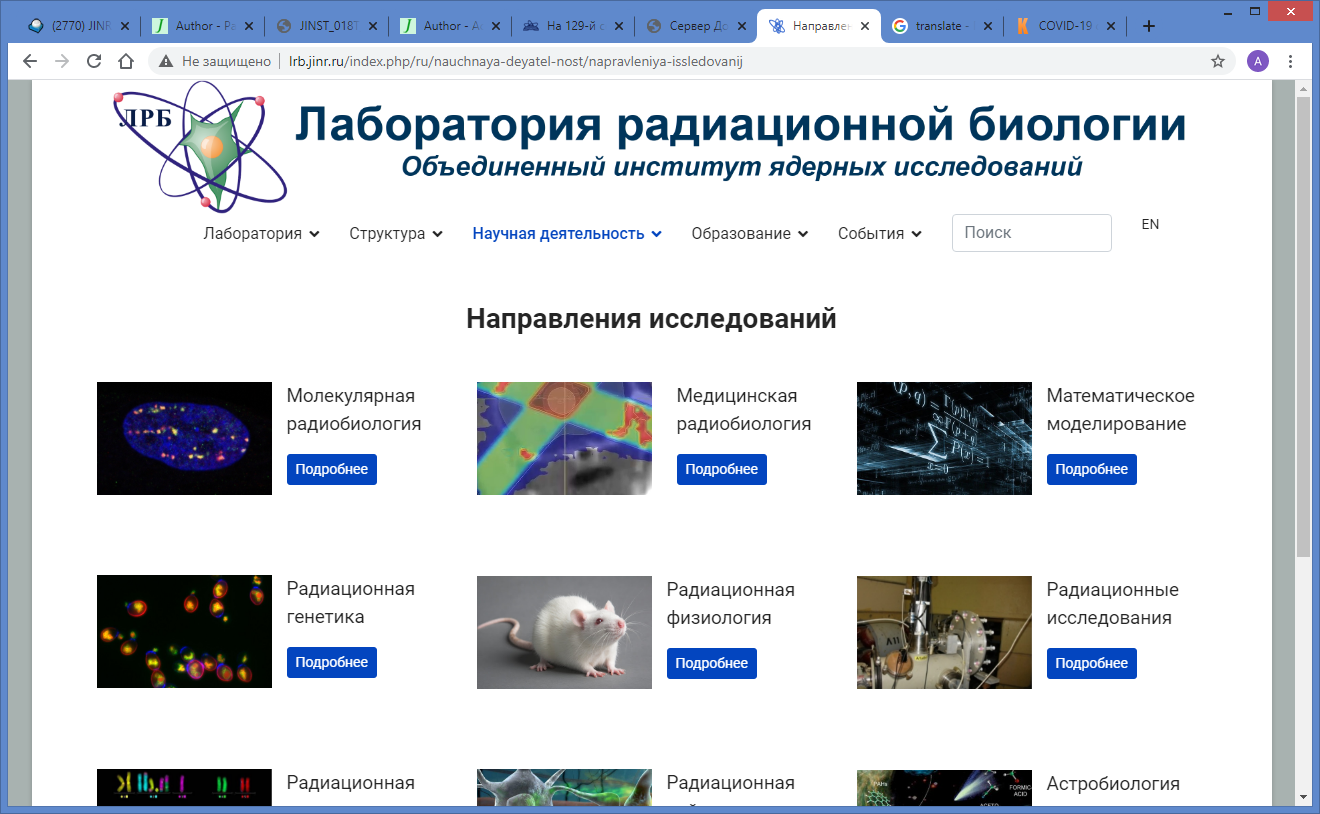 (2770) JINR
Author - Pa
JINST_018T
Author - A
На 129-й с
Сервер До
Направлен
translate -
COVID-19
Не защищено
lrb.jinr.ru/index.php/ru/nauchnaya-deyatel-nost/napravleniya-issledovanij
A
ЛРБ
Лаборатория радиационной биологии
Объединенный институт ядерных исследований
Лаборатория
Структура
Научная деятельность
Образование
События
Поиск
EN
Направления исследований
Молекулярная
радиобиология
Подробнее
Медицинская
радиобиология
Подробнее
Математическое
моделирование
Подробнее
Радиационная
генетика
Подробнее
Радиационная
физиология
Подробнее
Радиационные
исследования
Подробнее
Радиационная
Радиационная
Астробиология
PAHs
FORMIC
ACID